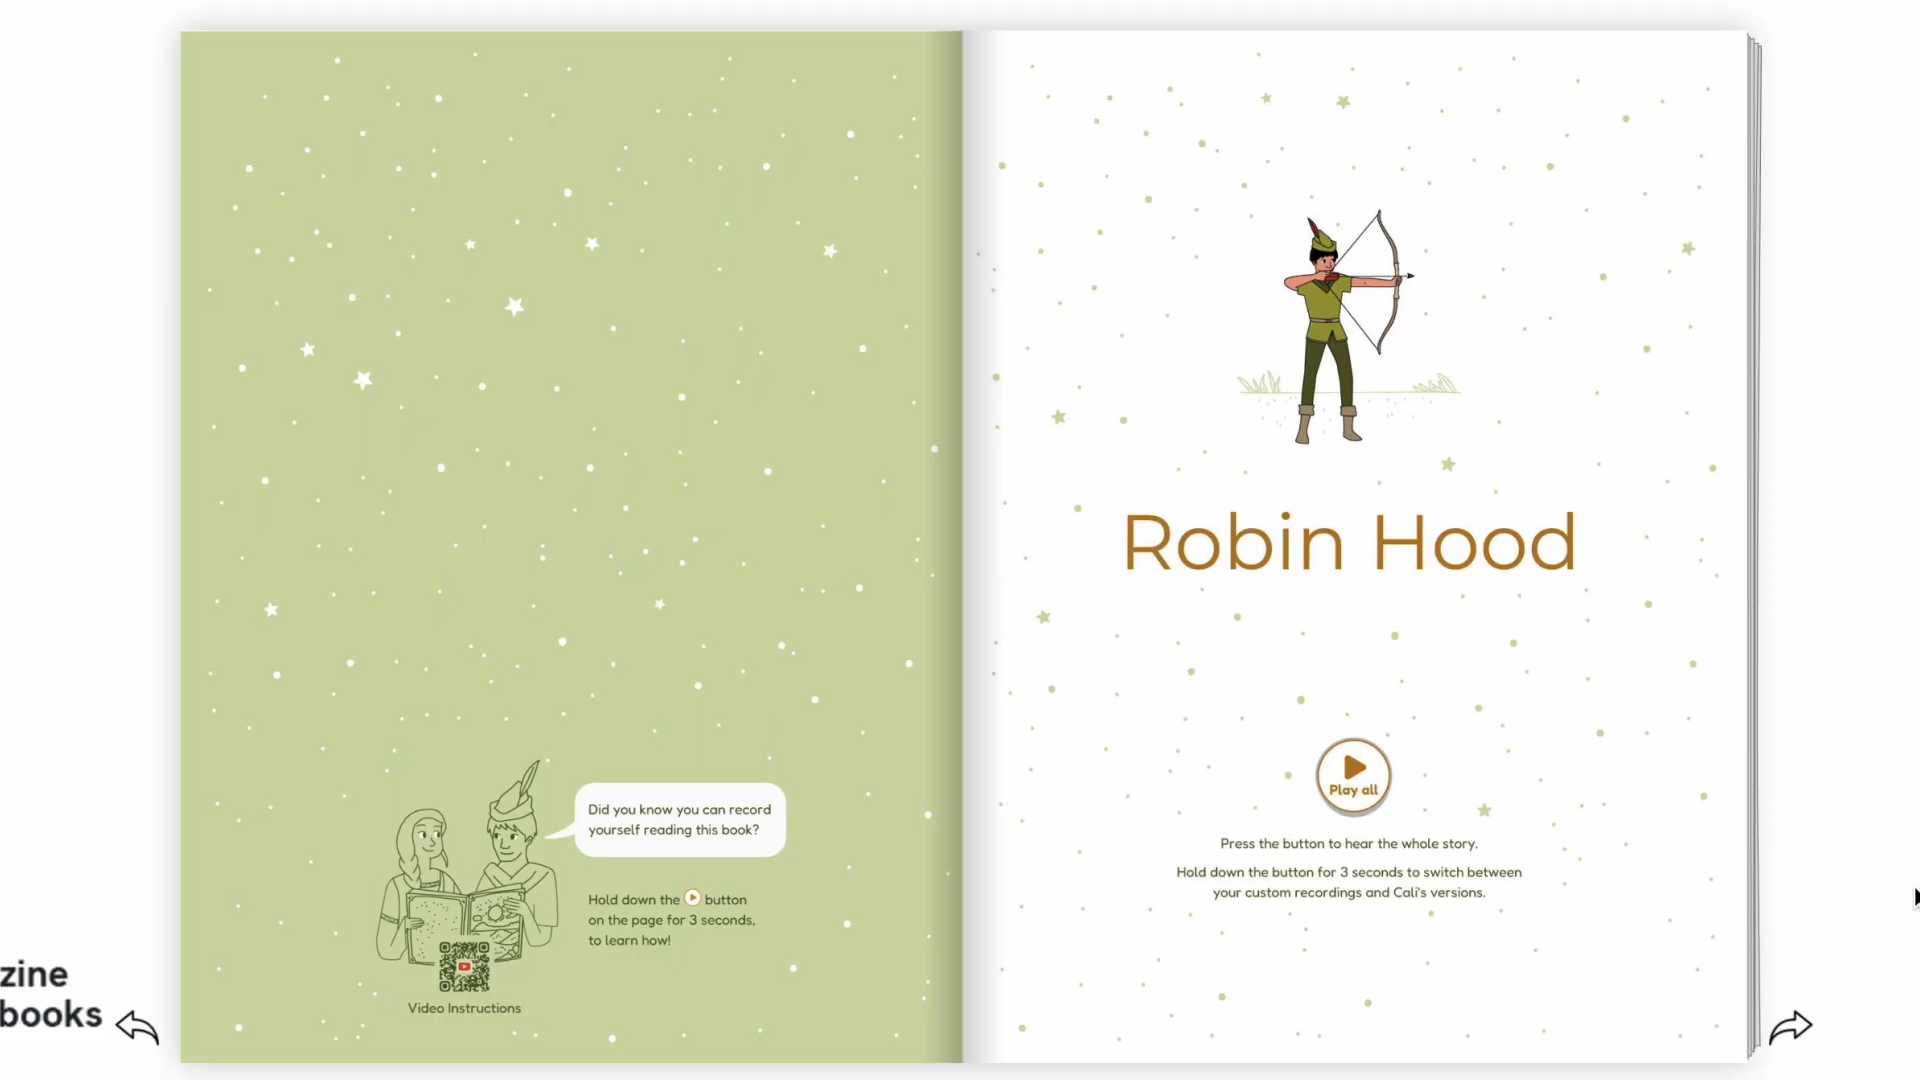 Did you know you can record
yourself reading this book?
Hold down the button
on the page for 3 seconds,
to learn how!
Video Instructions
zine
books
Robin Hood
Play all
Press the button to hear the whole story.
Hold down the button for 3 seconds to switch between
your custom recordings and Cali's versions.